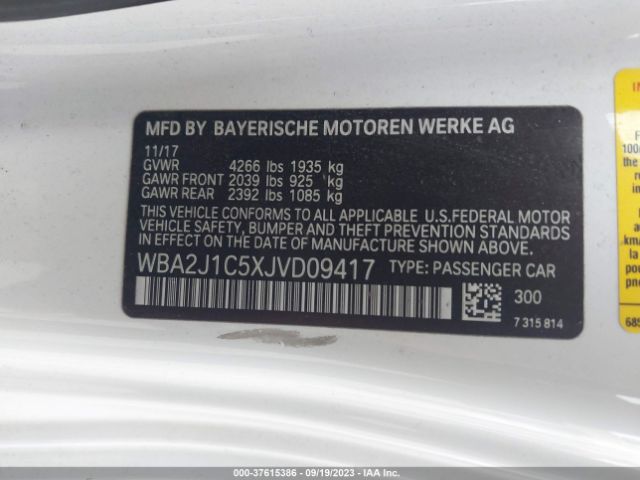 MFD BY BAYERISCHE MOTOREN WERKE AG
11/17
GVWR 4266 lbs 1935 kg
GAWR FRONT 2039 lbs 925 kg
GAWR REAR 2392 lbs 1085 kg
THIS VEHICLE CONFORMS TO ALL APPLICABLE U.S.FEDERAL MOTOR
VEHICLE SAFETY, BUMPER AND THEFT PREVENTION STANDARDS
IN EFFECT ON THE DATE OF MANUFACTURE SHOWN ABOVE.
WBA2J1C5XJVD09417 TYPE: PASSENGER CAR
300
7 315 814
000-37615386 - 09/19/2023 - IAA, Inc.